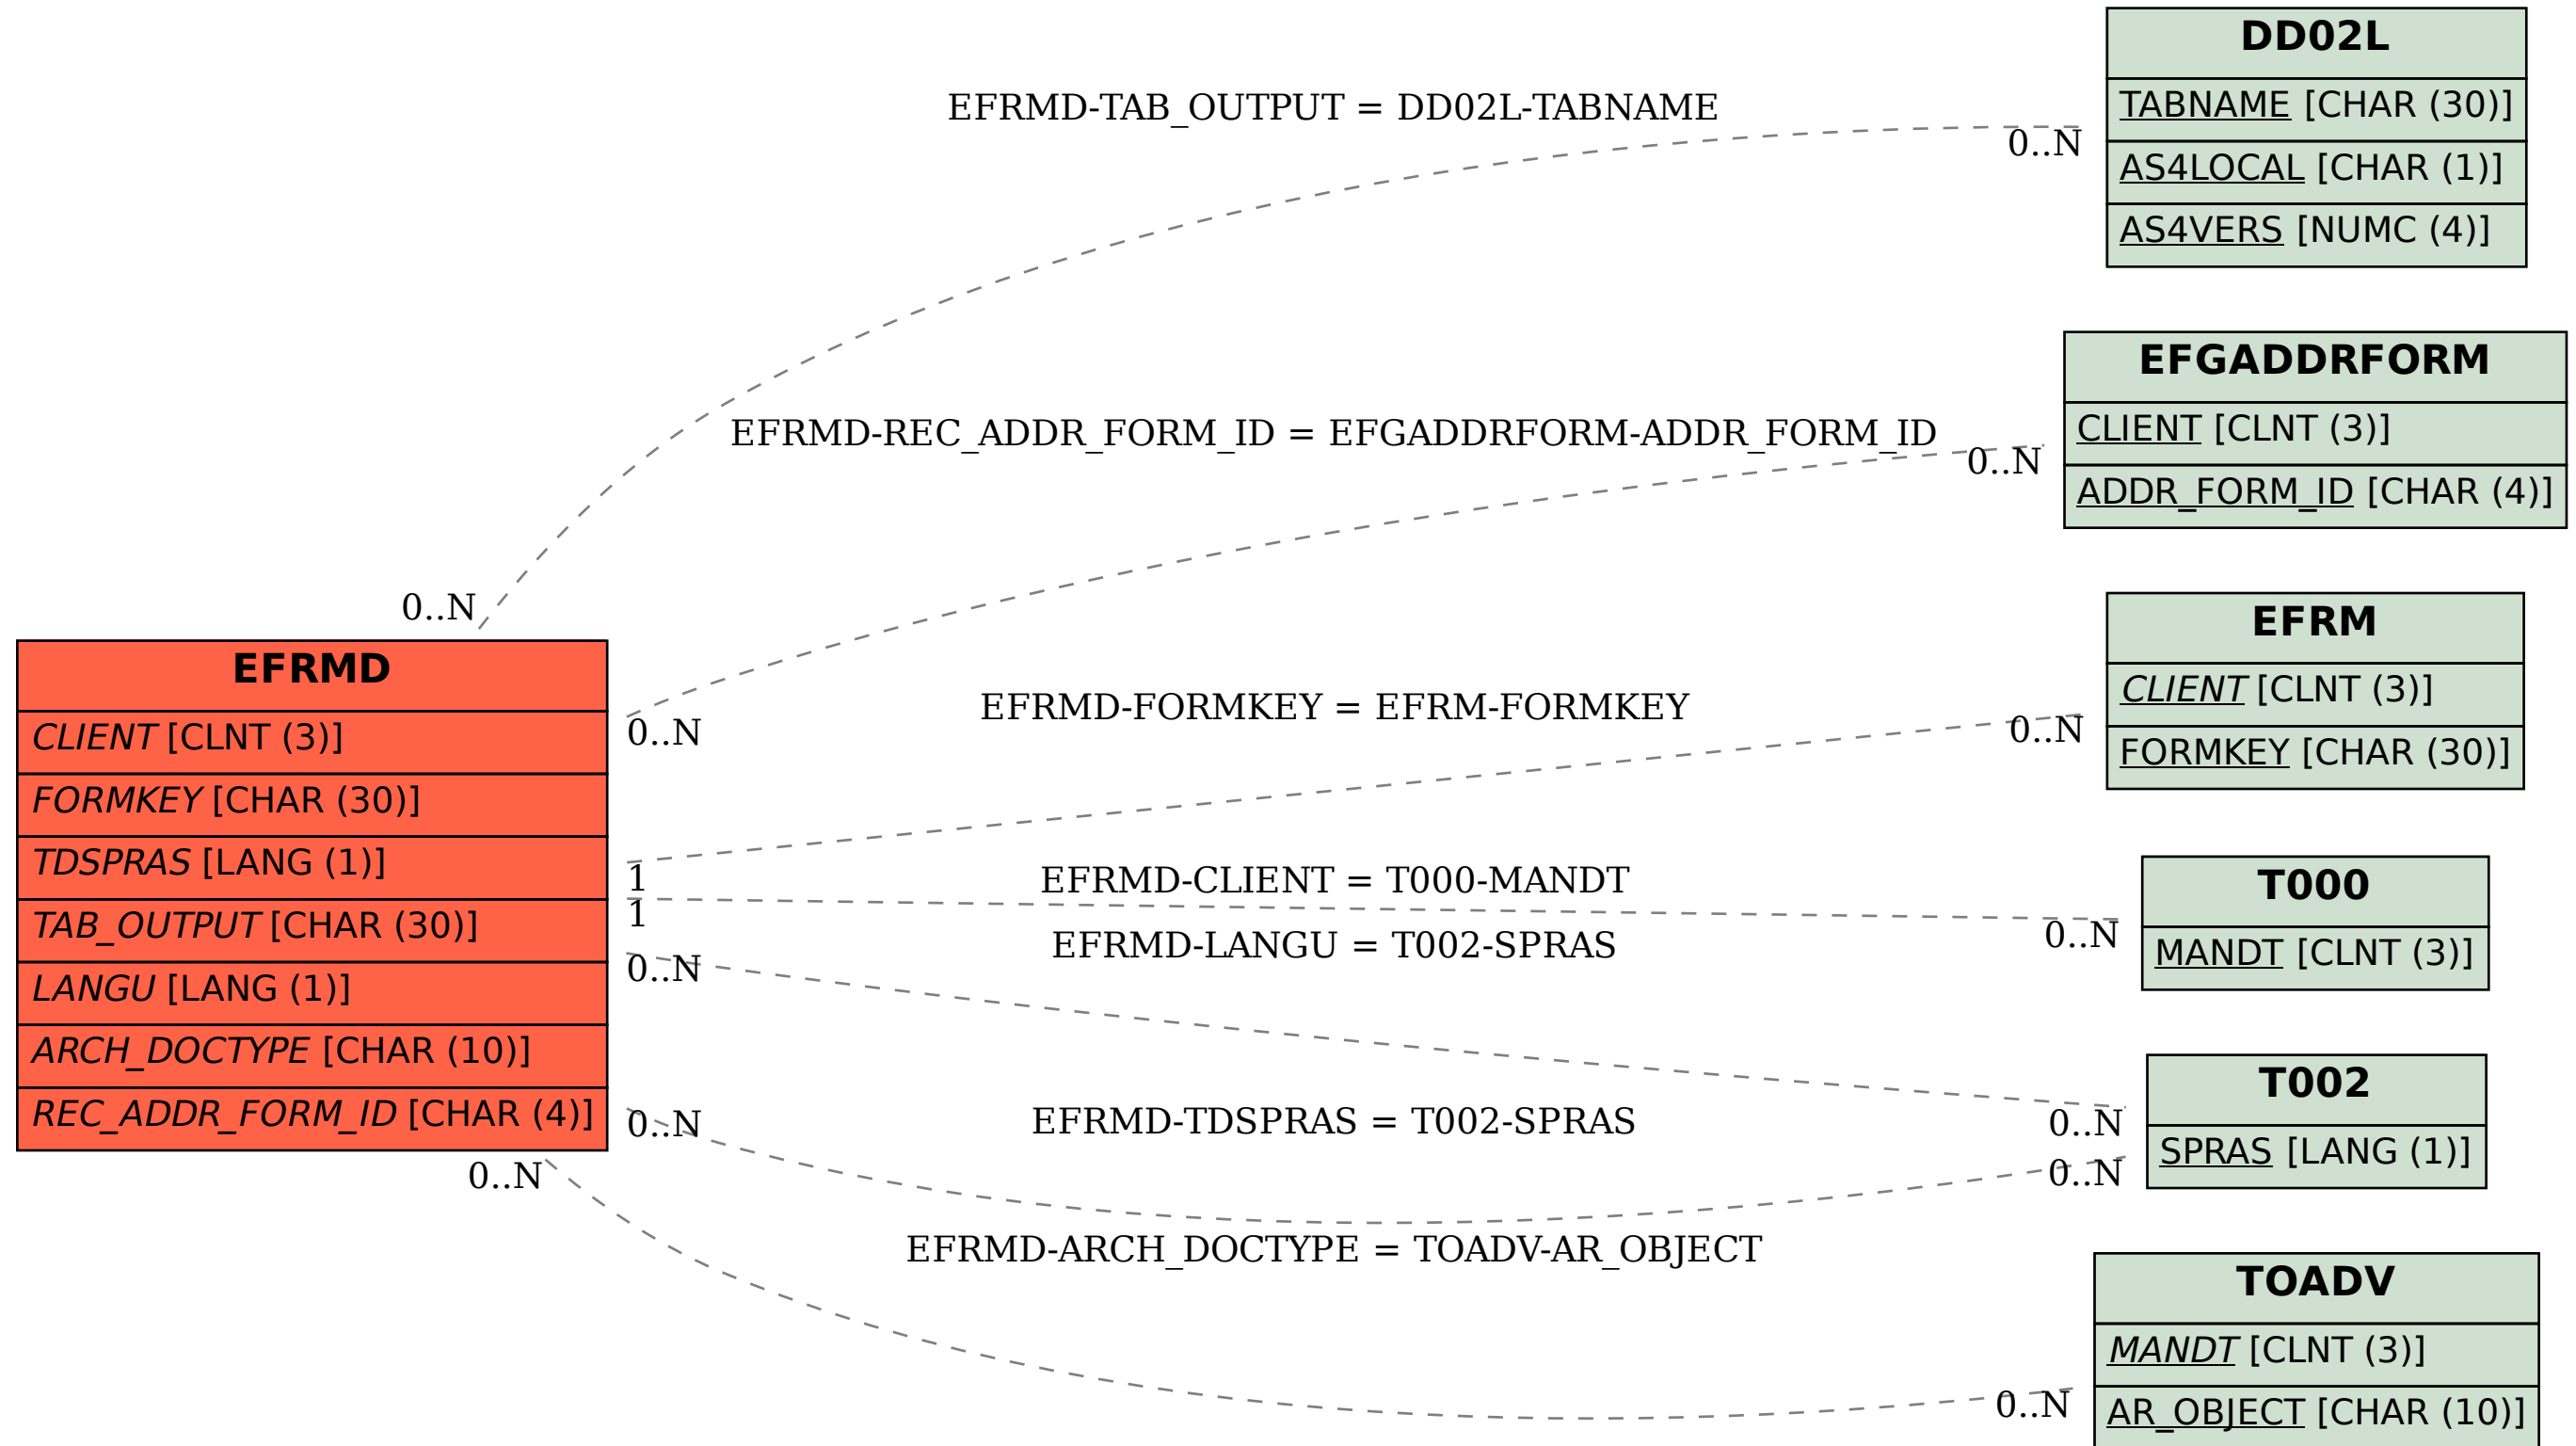 DD02L
TABNAME [CHAR (30)]
AS4LOCAL [CHAR (1)]
AS4VERS [NUMC (4)]
EFRMD-TAB_OUTPUT = DD02L-TABNAME
0..N
0..N
EFGADDRFORM
CLIENT [CLNT (3)]
ADDR_FORM_ID [CHAR (4)]
EFRMD-REC_ADDR_FORM_ID = EFGADDRFORM-ADDR_FORM_ID
0..N
0..N
EFRM
CLIENT [CLNT (3)]
FORMKEY [CHAR (30)]
EFRMD-FORMKEY = EFRM-FORMKEY
0..N
1
EFRMD
CLIENT [CLNT (3)]
FORMKEY [CHAR (30)]
TDSPRAS [LANG (1)]
TAB_OUTPUT [CHAR (30)]
LANGU [LANG (1)]
ARCH_DOCTYPE [CHAR (10)]
REC_ADDR_FORM_ID [CHAR (4)]
EFRMD-CLIENT = T000-MANDT
1
0..N
T000
MANDT [CLNT (3)]
EFRMD-LANGU = T002-SPRAS
0..N
0..N
T002
SPRAS [LANG (1)]
EFRMD-TDSPRAS = T002-SPRAS
0..N
0..N
EFRMD-ARCH_DOCTYPE = TOADV-AR_OBJECT
0..N
0..N
TOADV
MANDT [CLNT (3)]
AR_OBJECT [CHAR (10)]